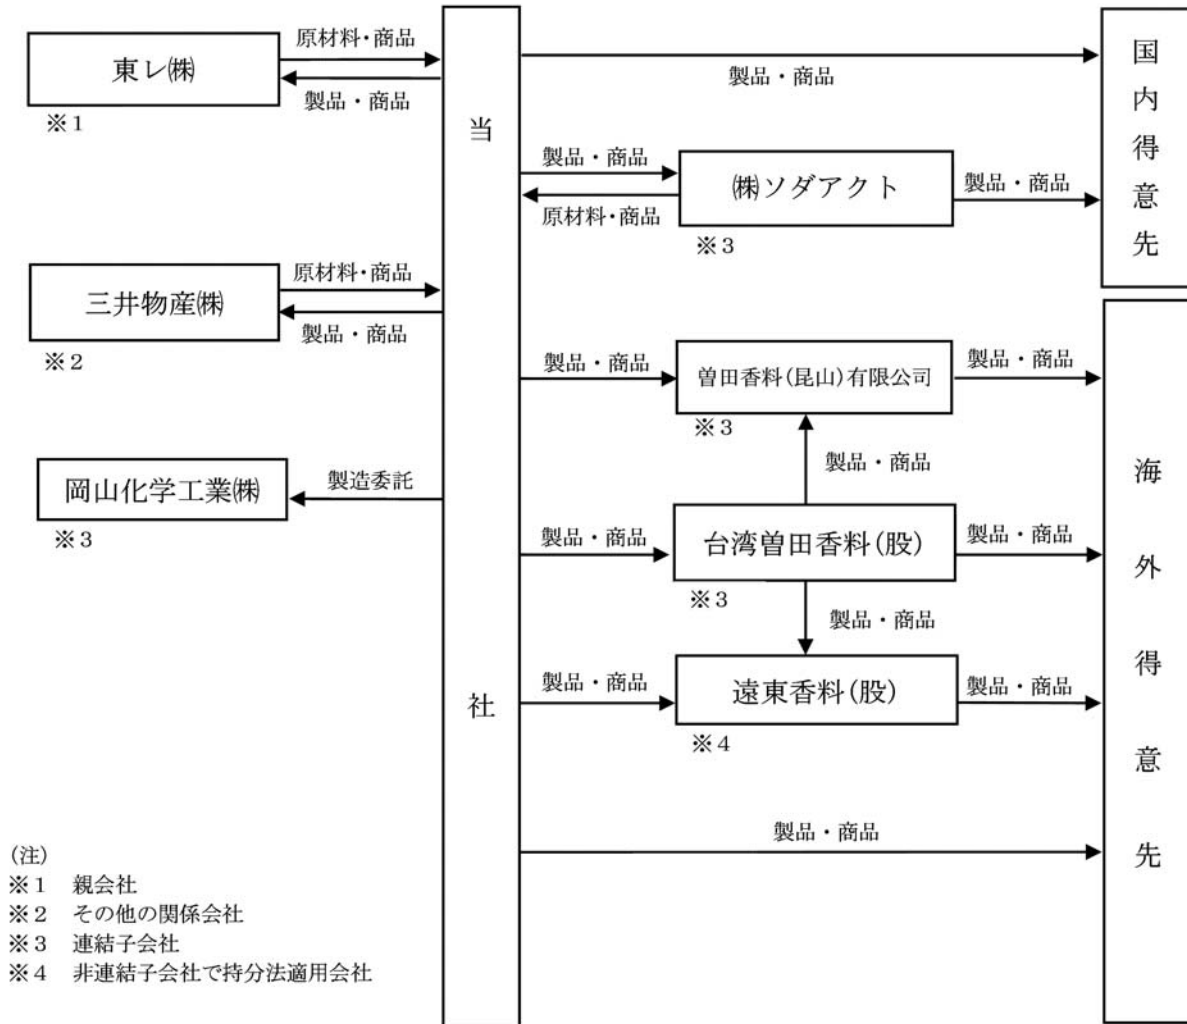 東レ㈱
※1
原材料・商品
製品・商品
三井物産㈱
※2
原材料・商品
製品・商品
岡山化学工業㈱
※3
製造委託
当社
製品・商品
製品・商品
原材料・商品
㈱ソダアクト
※3
製品・商品
国内得意先
製品・商品
曽田香料(昆山)有限公司
※3
製品・商品
製品・商品
製品・商品
台湾曽田香料(股)
※3
製品・商品
製品・商品
製品・商品
遠東香料(股)
※4
製品・商品
製品・商品
海外得意先
(注)
※1 親会社
※2 その他の関係会社
※3 連結子会社
※4 非連結子会社で持分法適用会社